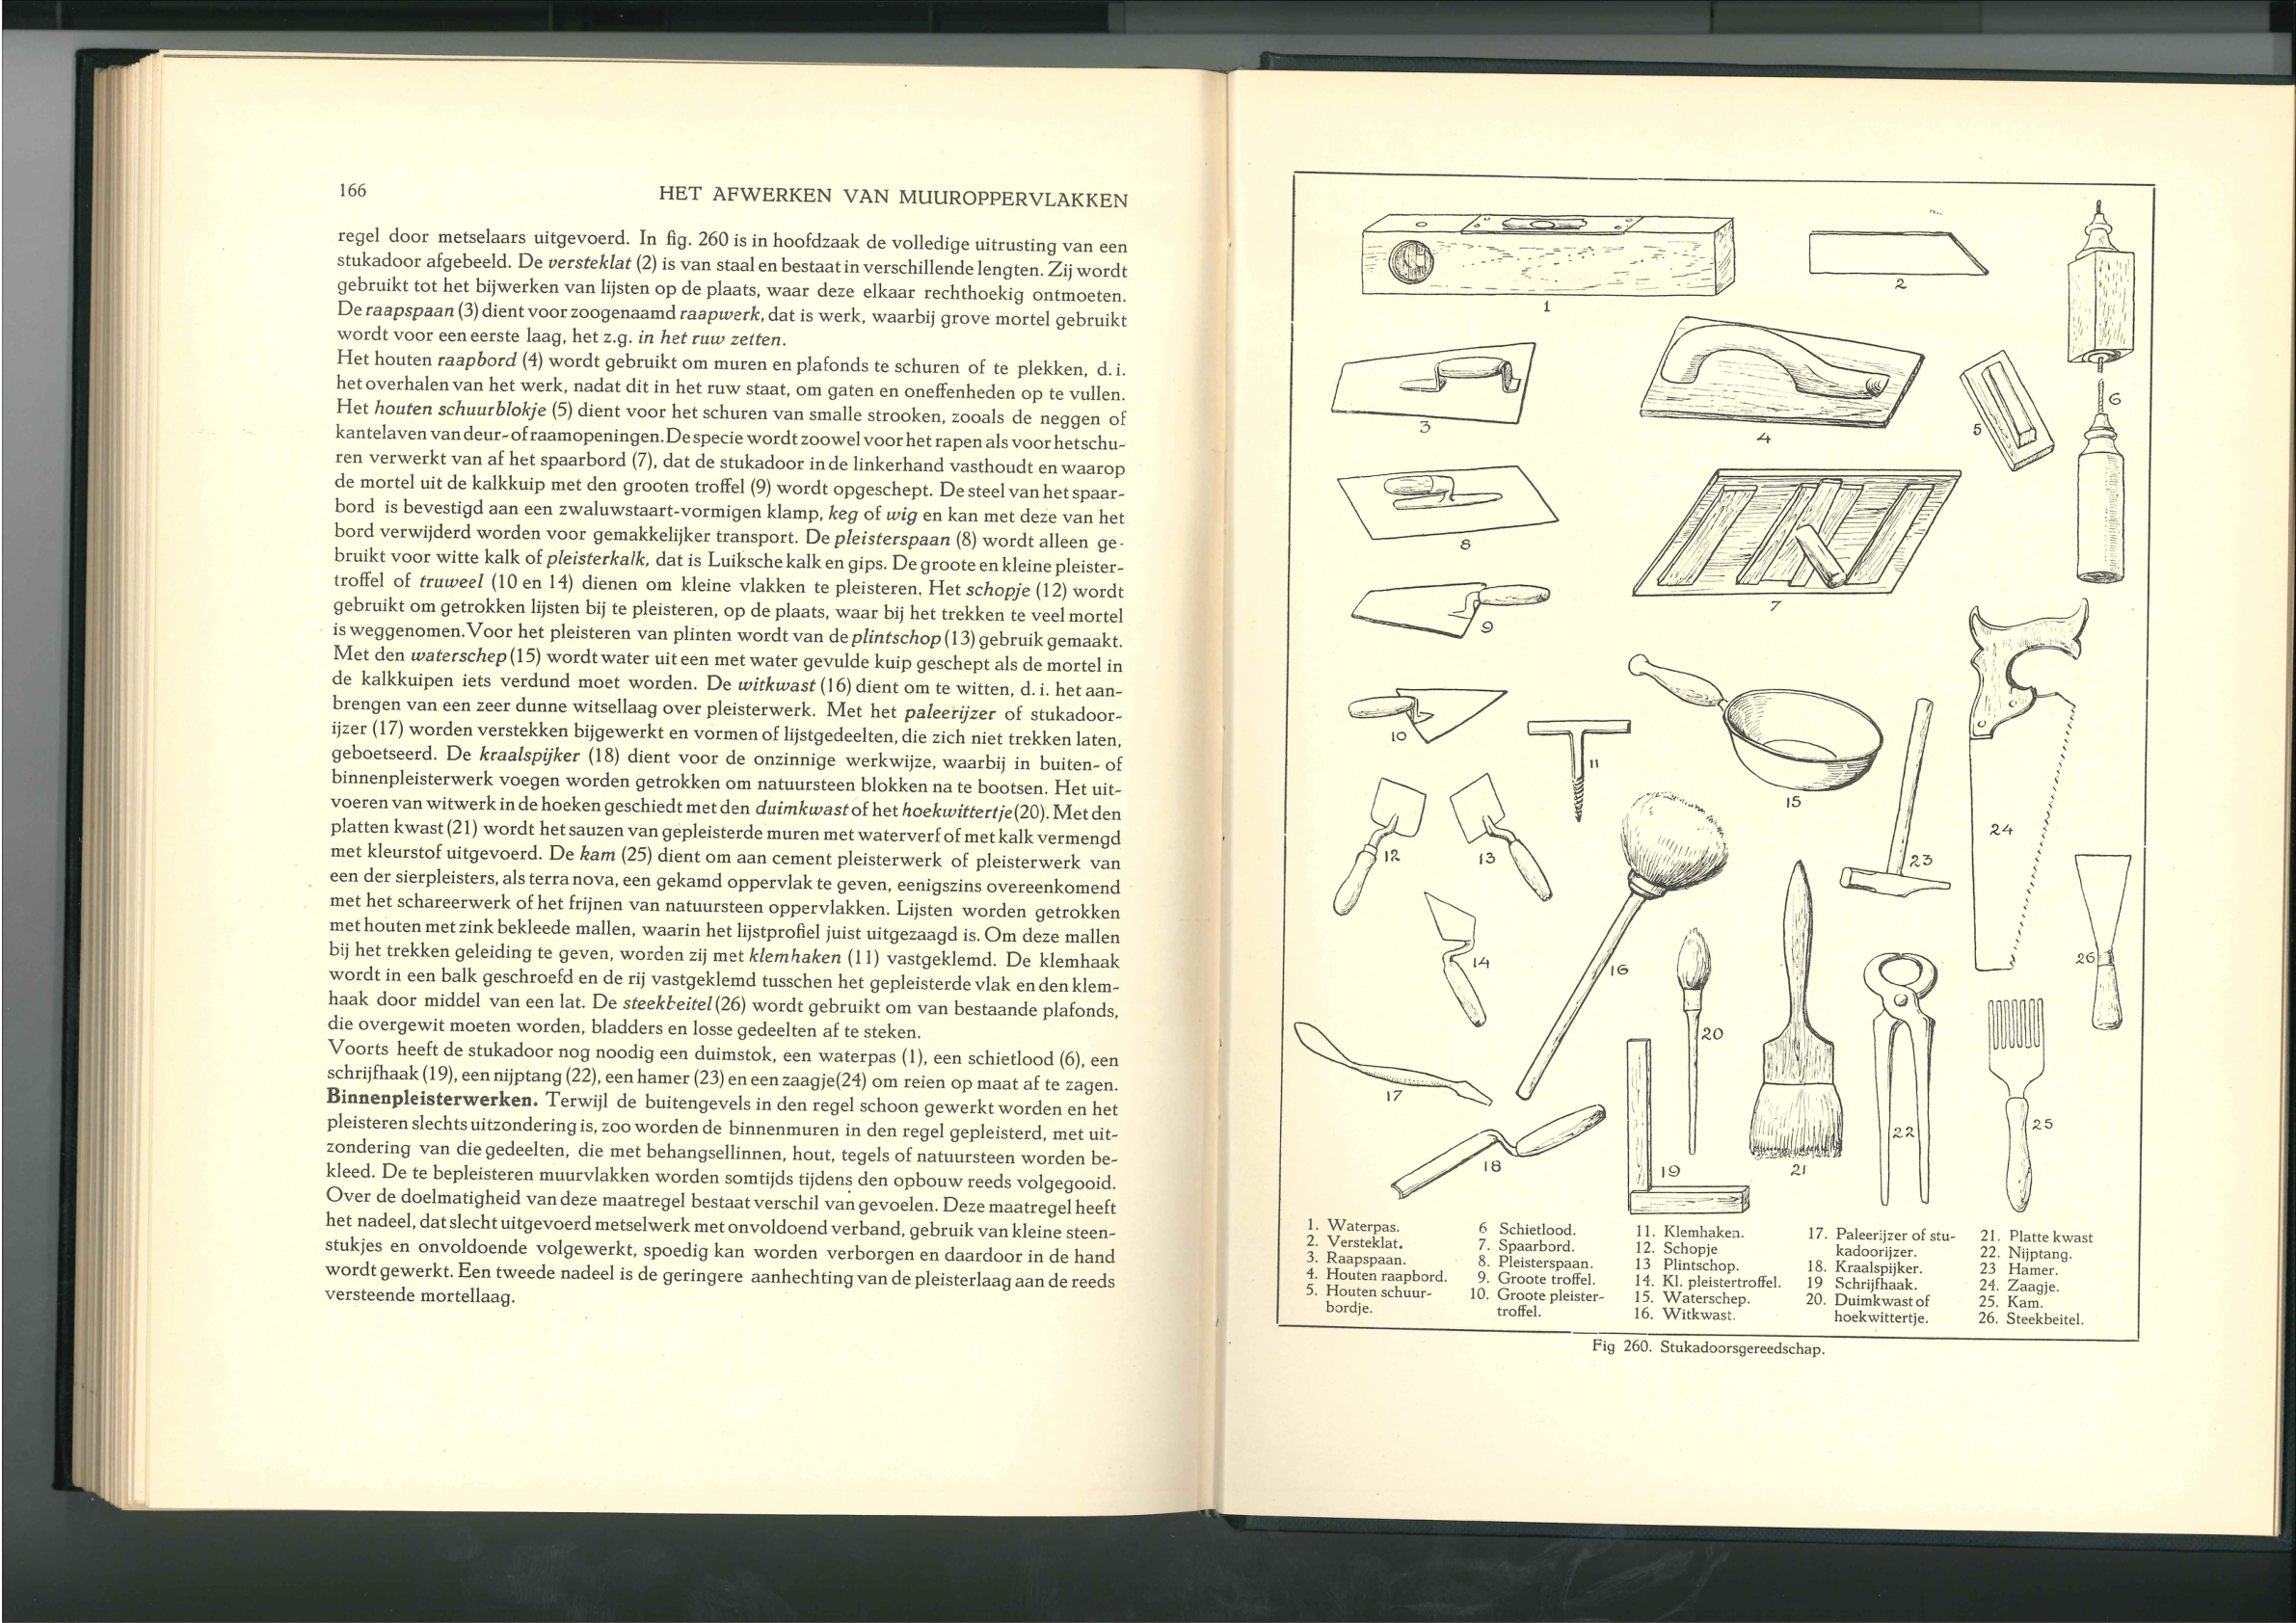 166 HET AFWERKEN VAN MUUROPPERVLAKKEN
regel door metselaars uitgevoerd. In fig. 260 is in hoofdzaak de volledige uitrusting van een
stukadoor afgebeeld. De versteklat (2) is van staal en bestaat in verschillende lengten. Zij wordt
gebruikt tot het bijwerken van lijsten op de plaats, waar deze elkaar rechthoekig ontmoeten.
De raapspaan (3) dient voor zoogenaamd raapwerk, dat is werk, waarbij grove mortel gebruikt
wordt voor een eerste laag, het z.g. in het ruw zetten.
Het houten raapbord (4) wordt gebruikt om muren en plafonds te schuren of te plekken, d.i.
het overhalen van het werk, nadat dit in het ruw staat, om gaten en oneffenheden op te vullen.
Het houten schuurblokje (5) dient voor het schuren van smalle strooken, zooals de neggen of
kantelaven van deur- of raamopeningen. De specie wordt zoowel voor het rapen als voor het schu-
ren verwerkt van af het spaarbord (7), dat de stukadoor in de linkerhand vasthoudt en waarop
de mortel uit de kalkkuip met den grooten troffel (9) wordt opgeschept. De steel van het spaar-
bord is bevestigd aan een zwaluwstaart-vormigen klamp, keg of wig en kan met deze van het
bord verwijderd worden voor gemakkelijker transport. De pleisterspaan (8) wordt alleen ge-
bruikt voor witte kalk of pleisterkalk, dat is Luiksche kalk en gips. De groote en kleine pleister-
troffel of truweel (10 en 14) dienen om kleine vlakken te pleisteren. Het schopje (12) wordt
gebruikt om getrokken lijsten bij te pleisteren, op de plaats, waar bij het trekken te veel mortel
is weggenomen. Voor het pleisteren van plinten wordt van de plintschop (13) gebruik gemaakt.
Met den waterschep (15) wordt water uit een met water gevulde kuip geschept als de mortel in
de kalkkuipen iets verdund moet worden. De witkwast (16) dient om te witten, d.i. het aan-
brengen van een zeer dunne witsellaag over pleisterwerk. Met het paleerijzer of stukadoor-
ijzer (17) worden verstekken bijgewerkt en vormen of lijstgedeelten, die zich niet trekken laten,
geboetseerd. De kraalspijker (18) dient voor de onzinnige werkwijze, waarbij in buiten- of
binnenpleisterwerk voegen worden getrokken om natuursteen blokken na te bootsen. Het uit-
voeren van witwerk in de hoeken geschiedt met den duimkwast of het hoekwittertje (20). Met den
platten kwast (21) wordt het sauzen van gepleisterde muren met waterverf of met kalk vermengd
met kleurstof uitgevoerd. De kam (25) dient om aan cement pleisterwerk of pleisterwerk van
een der sierpleisters, als terra nova, een gekamd oppervlak te geven, eenigszins overeenkomend
met het schareerwerk of het frijnen van natuursteen oppervlakken. Lijsten worden getrokken
met houten met zink bekleede mallen, waarin het lijstprofiel juist uitgezaagd is. Om deze mallen
bij het trekken geleiding te geven, worden zij met klemhaken (11) vastgeklemd. De klemhaak
wordt in een balk geschroefd en de rij vastgeklemd tusschen het gepleisterde vlak en den klem-
haak door middel van een lat. De steekbeitel (26) wordt gebruikt om van bestaande plafonds,
die overgewit moeten worden, bladders en losse gedeelten af te steken.
Voorts heeft de stukadoor nog noodig een duimstok, een waterpas (1), een schietlood (6), een
schrijfhaak (19), een nijptang (22), een hamer (23) en een zaagje (24) om reien op maat af te zagen.
Binnenpleisterwerken. Terwijl de buitengevels in den regel schoon gewerkt worden en het
pleisteren slechts uitzondering is, zoo worden de binnenmuren in den regel gepleisterd, met uit-
zondering van die gedeelten, die met behangsellinnen, hout, tegels of natuursteen worden be-
kleed. De te bepleisteren muurvlakken worden somtijds tijdens den opbouw reeds volgegooid.
Over de doelmatigheid van deze maatregel bestaat verschil van gevoelen. Deze maatregel heeft
het nadeel, dat slecht uitgevoerd metselwerk met onvoldoend verband, gebruik van kleine steen-
stukjes en onvoldoende volgewerkt, spoedig kan worden verborgen en daardoor in de hand
wordt gewerkt. Een tweede nadeel is de geringere aanhechting van de pleisterlaag aan de reeds
versteende mortellaag.
1
2
3
4
5
6
7
8
9
10
11
12
13
14
15
16
17
18
19
20
21
22
23
24
25
26
1. Waterpas.
2. Versteklat.
3. Raapspaan.
4. Houten raapbord.
5. Houten schuur-
bordje.
6 Schietlood.
7. Spaarbord.
8. Pleisterspaan.
9. Groote troffel.
10. Groote pleister-
troffel.
11. Klemhaken.
12. Schopje
13 Plintschop.
14. Kl. pleistertroffel.
15. Waterschep.
16. Witkwast.
17. Paleerijzer of stu-
kadoorijzer.
18. Kraalspijker.
19 Schrijfhaak.
20. Duimkwast of
hoekwittertje.
21. Platte kwast
22. Nijptang.
23 Hamer.
24. Zaagje.
25. Kam.
26. Steekbeitel.
Fig 260. Stukadoorsgereedschap.